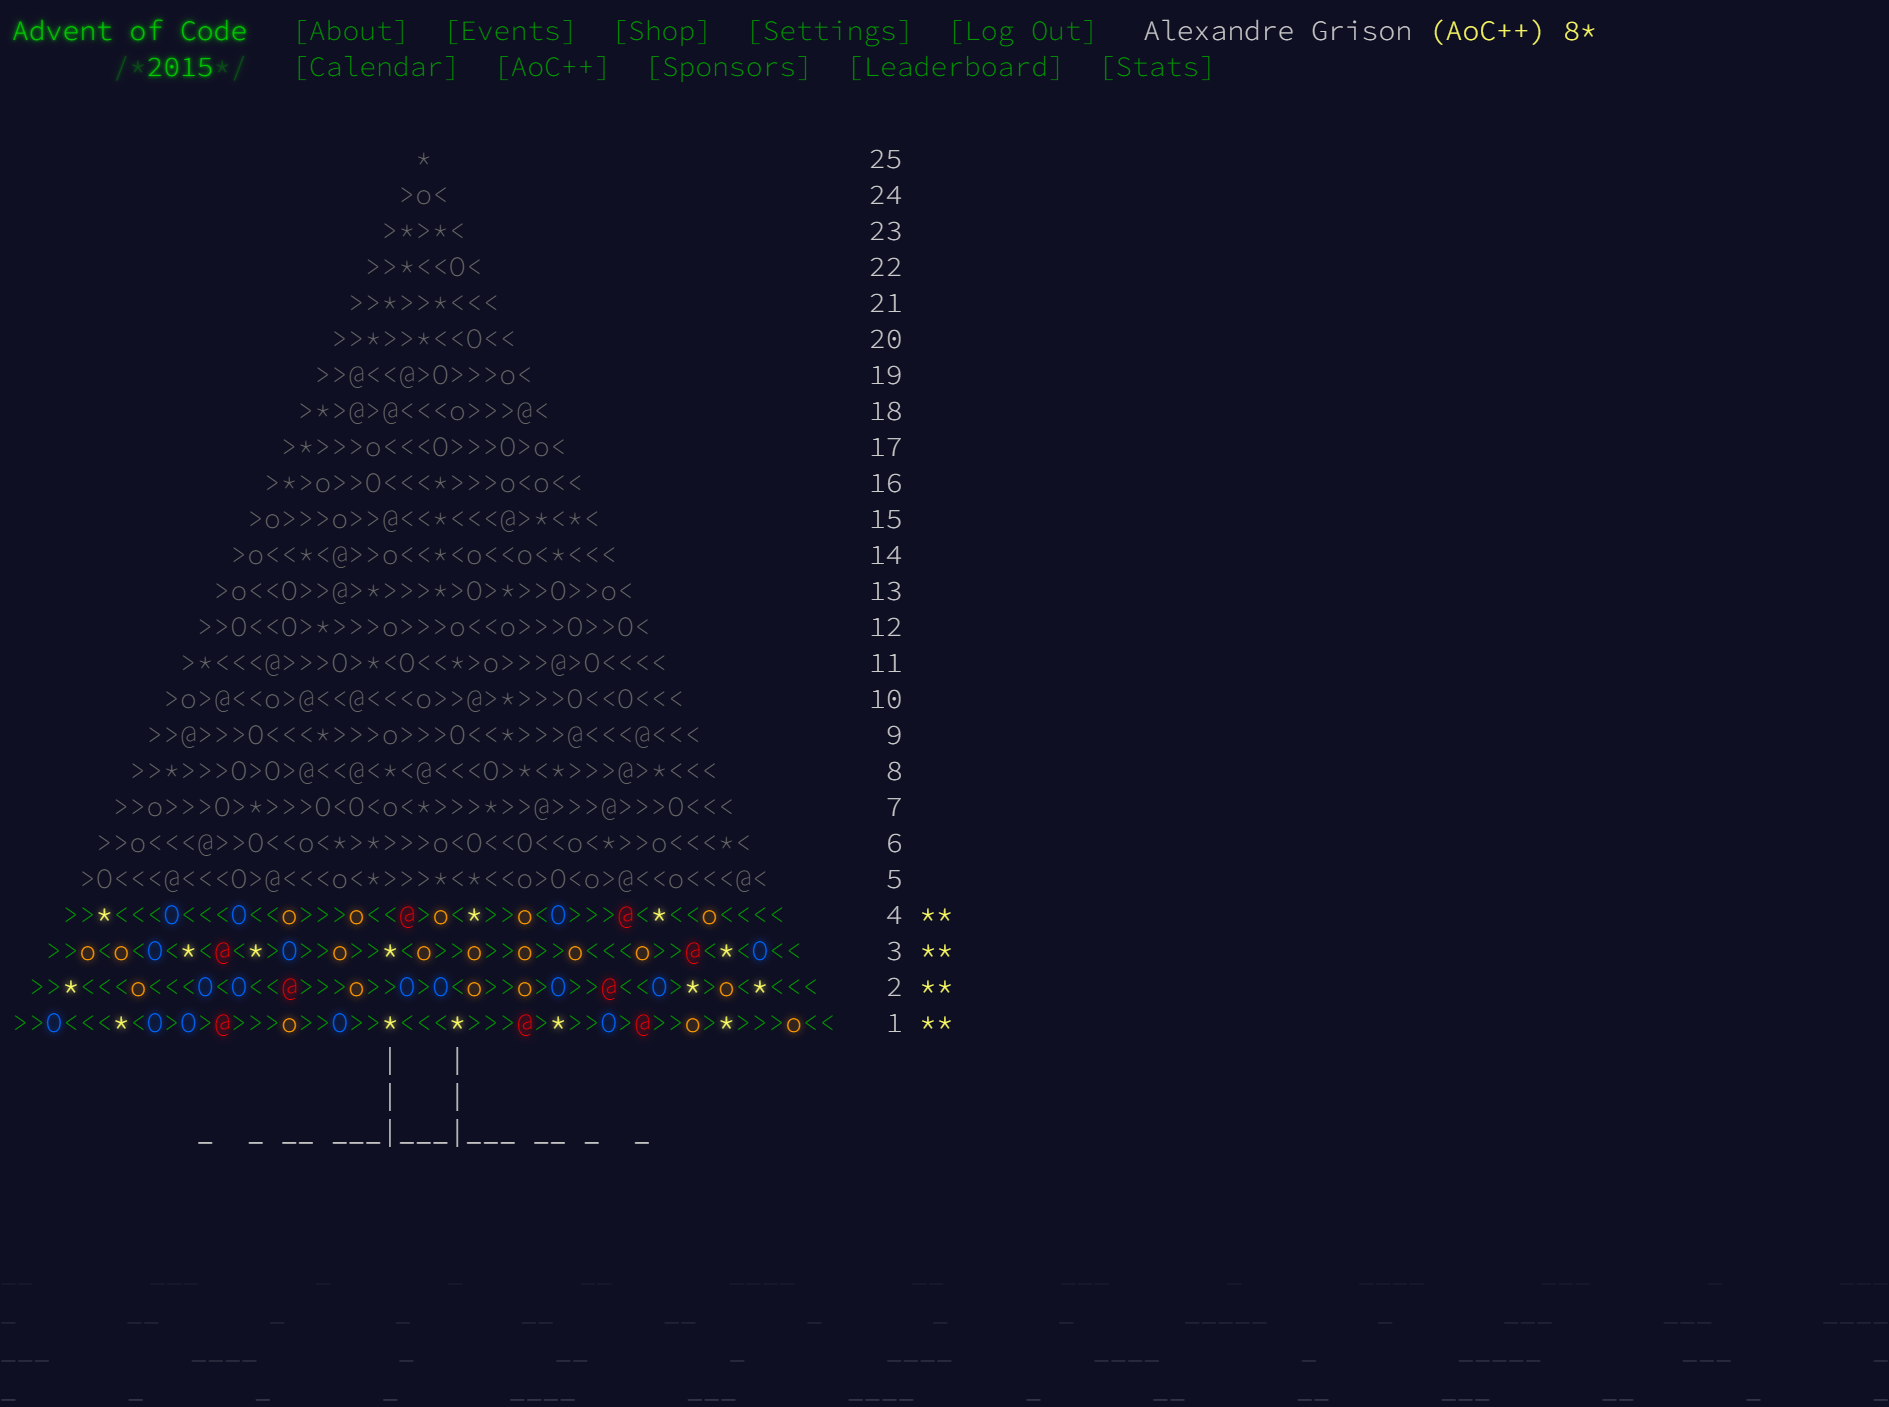 Advent of Code [About] [Events] [Shop] [Settings] [Log Out] Alexandre Grison (AoC++) 8*
/*2015*/ [Calendar] [AoC++] [Sponsors] [Leaderboard] [Stats]
* 25
>o< 24
>*>*< 23
>>*<<O< 22
>>*>>*<<< 21
>>*>>*<<O<< 20
>>@<<@>O>>>o< 19
>*>@>@<<<o>>>@< 18
>*>>>o<<<O>>>O>o< 17
>*>o>>O<<<*>>>o<o<< 16
>o>>>o>>@<<*<<<@>*<*< 15
>o<<*<@>>o<<*<o<<o<*<<< 14
>o<<O>>@>*>>>*>O>*>>O>>o< 13
>>O<<O>*>>>o>>>o<<o>>>O>>O< 12
>*<<<@>>>O>*<O<<*>o>>>@>O<<<< 11
>o>@<<o>@<<@<<<o>>@>*>>>O<<O<<< 10
>>@>>>O<<<*>>>o>>>O<<*>>>@<<<@<<< 9
>>*>>>O>O>@<<@<*<@<<<O>*<*>>>@>*<<< 8
>>o>>>O>*>>>O<O<o<*>>>*>>@>>>@>>>O<<< 7
>>o<<<@>>O<<o<*>*>>>o<O<<O<<o<*>>o<<<*< 6
>O<<<@<<<O>@<<<o<*>>>*<*<<o>O<o>@<<o<<<@< 5
>>*<<<O<<<O<<o>>>o<<@>o<*>>o<O>>>@<*<<o<<<< 4 **
>>o<o<O<*<@<*>O>>o>>*<o>>o>>o>>o<<<o>>@<*<O<< 3 **
>>*<<<o<<<O<O<<@>>>o>>O>O<o>>o>O>>@<<O>*>o<*<<< 2 **
>>O<<<*<O>O>@>>>o>>O>>*<<<*>>>@>*>>O>@>>o>*>>>o<< 1 **
| |
| |
_ _ __ ___|___|___ __ _ _